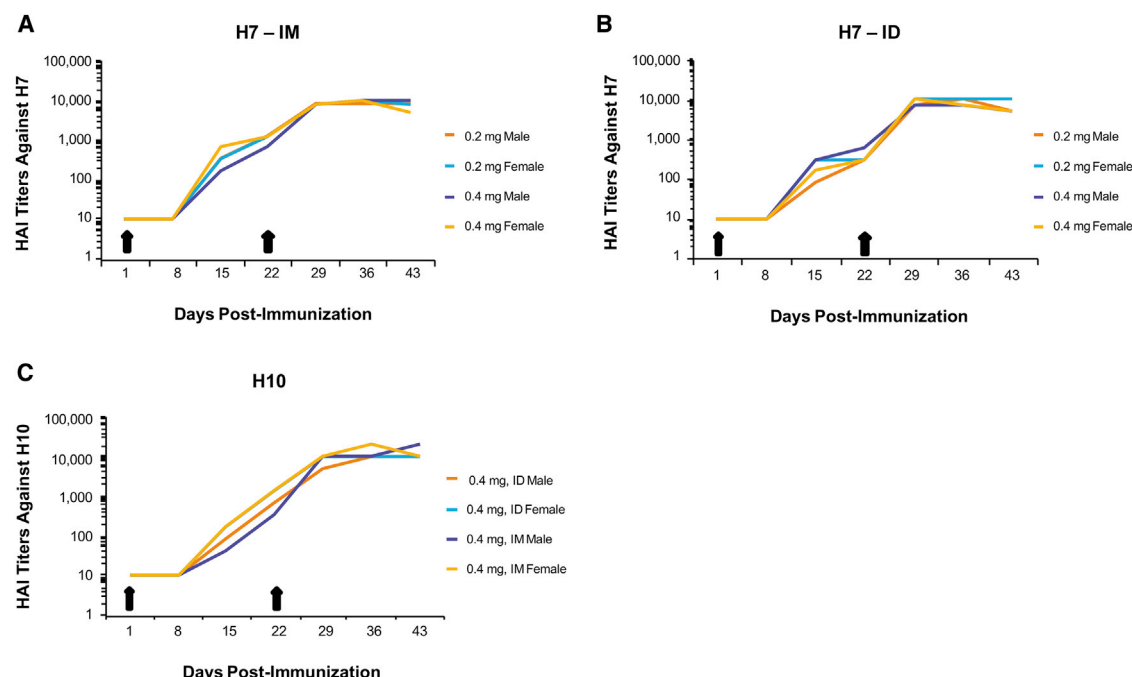 A
H7 – IM
HAI Titers Against H7
100,000
10,000
1,000
100
10
1
1 8 15 22 29 36 43
Days Post-Immunization
0.2 mg Male
0.2 mg Female
0.4 mg Male
0.4 mg Female
B
H7 – ID
HAI Titers Against H7
100,000
10,000
1,000
100
10
1
1 8 15 22 29 36 43
Days Post-Immunization
0.2 mg Male
0.2 mg Female
0.4 mg Male
0.4 mg Female
C
H10
HAI Titers Against H10
100,000
10,000
1,000
100
10
1
1 8 15 22 29 36 43
Days Post-Immunization
0.4 mg, ID Male
0.4 mg, ID Female
0.4 mg, IM Male
0.4 mg, IM Female